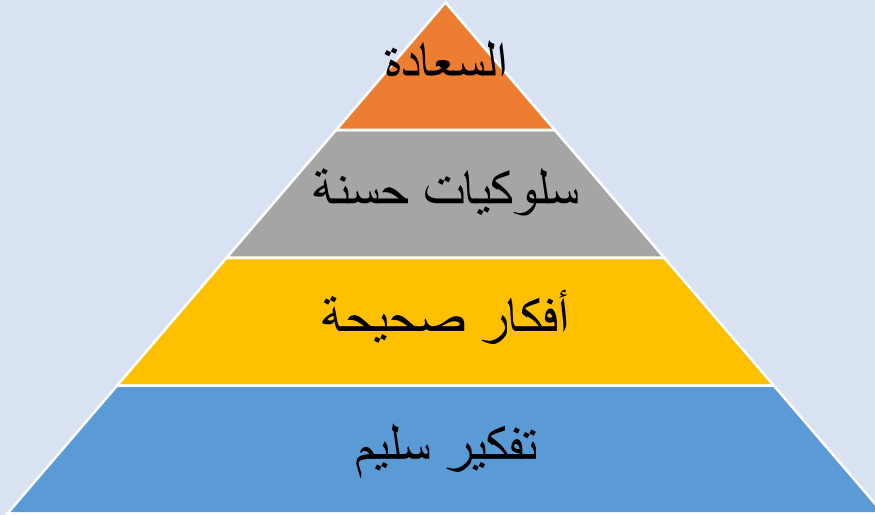 السعادة
سلوكيات حسنة
أفكار صحيحة
تفكير سليم